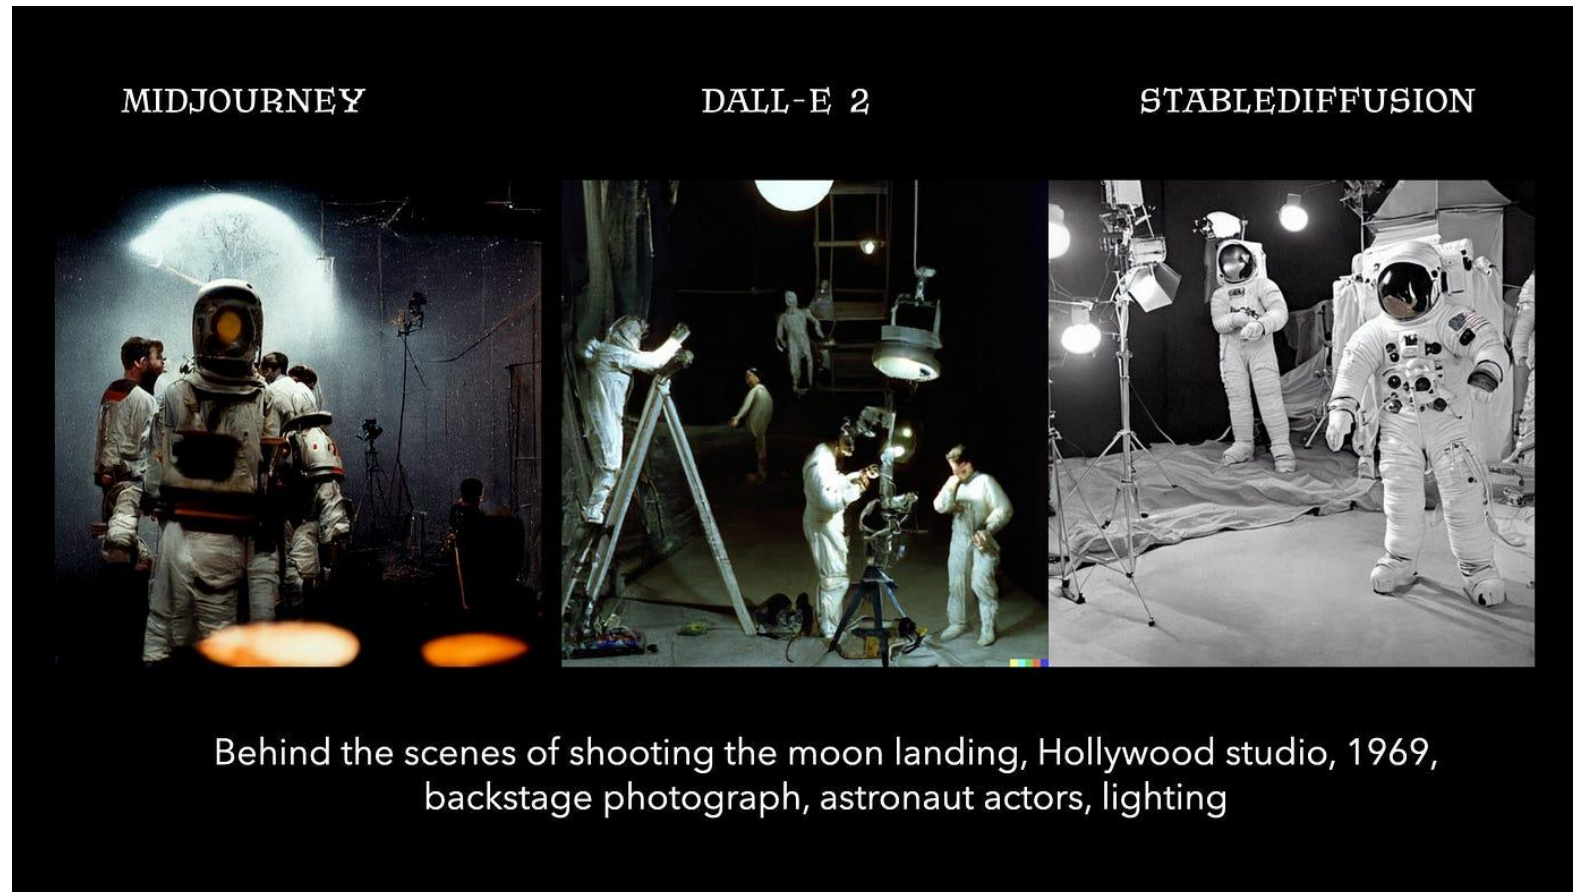 MIDJOURNEY
DALL-E 2
STABLEDIFFUSION
Behind the scenes of shooting the moon landing, Hollywood studio, 1969,
backstage photograph, astronaut actors, lighting